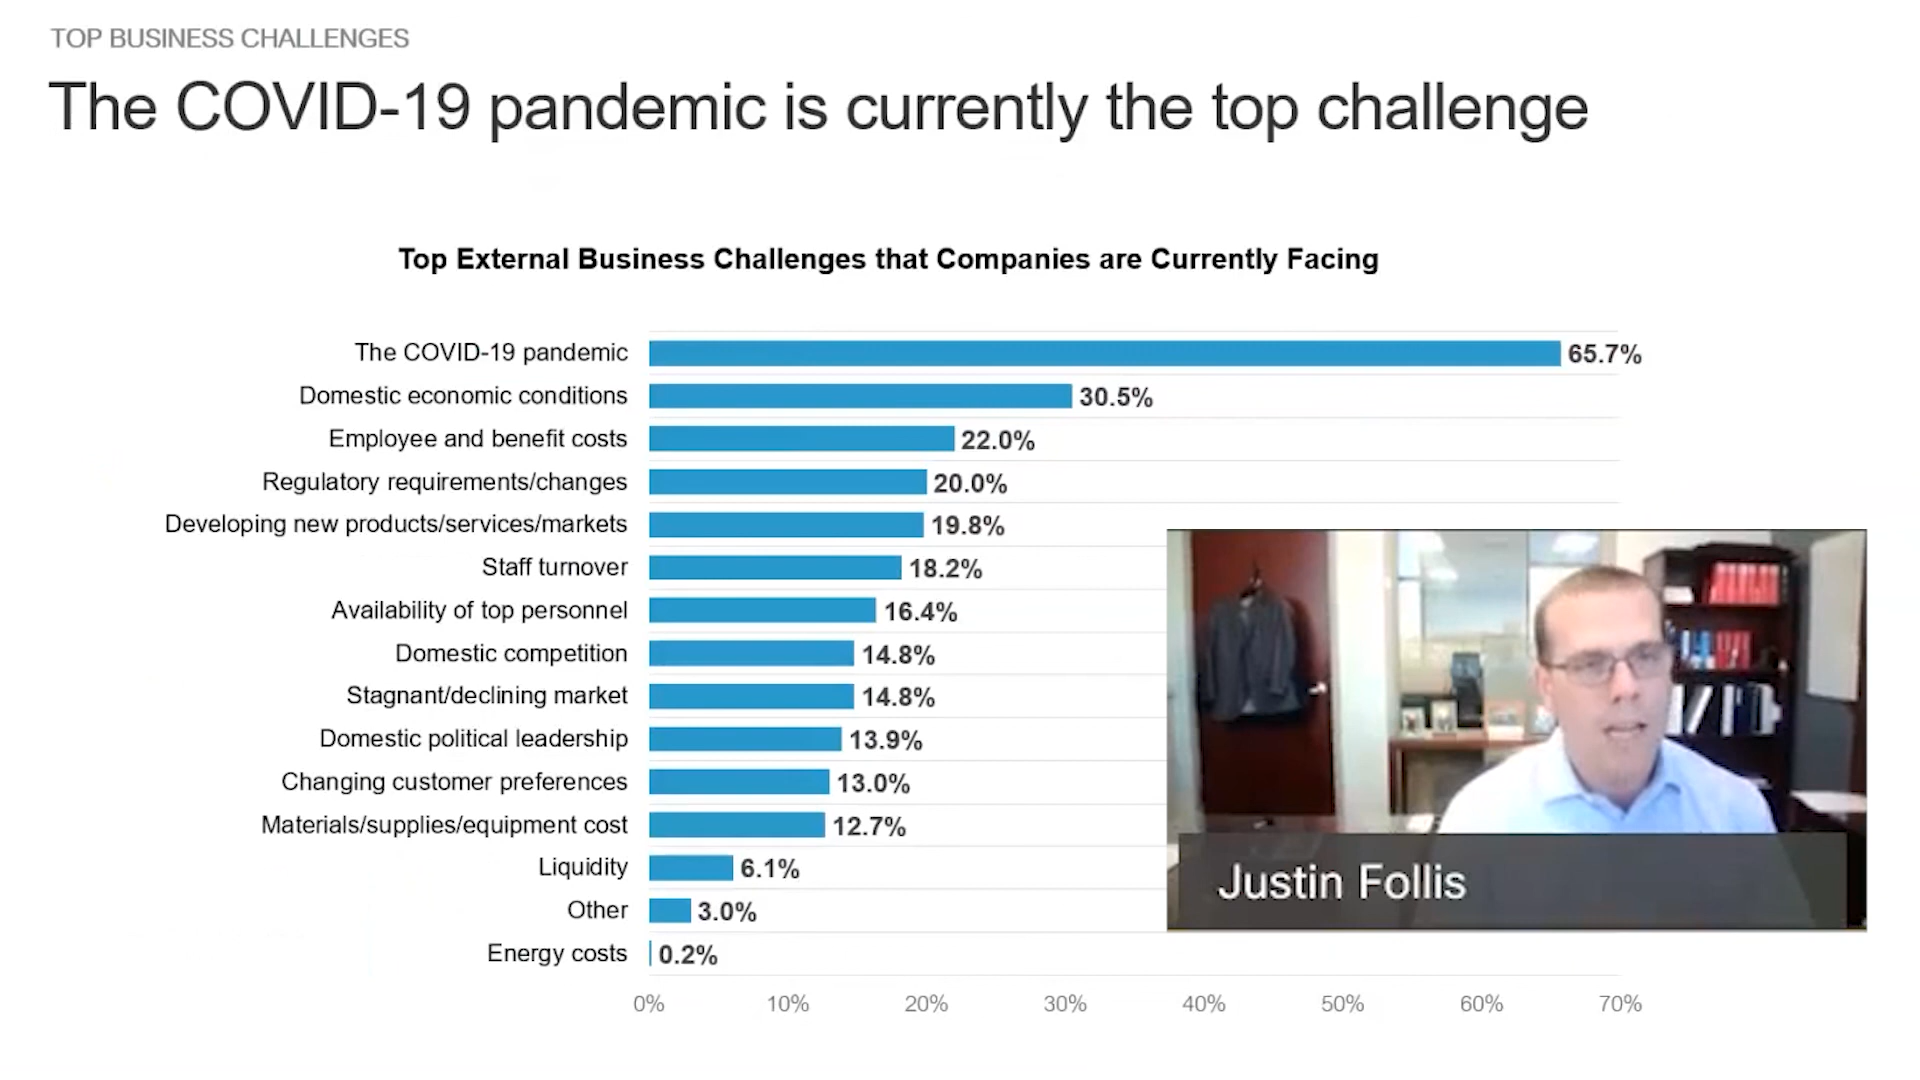 TOP BUSINESS CHALLENGES
The COVID-19 pandemic is currently the top challenge
Top External Business Challenges that Companies are Currently Facing
The COVID-19 pandemic 65.7%
Domestic economic conditions 30.5%
Employee and benefit costs 22.0%
Regulatory requirements/changes 20.0%
Developing new products/services/markets 19.8%
Staff turnover 18.2%
Availability of top personnel 16.4%
Domestic competition 14.8%
Stagnant/declining market 14.8%
Domestic political leadership 13.9%
Changing customer preferences 13.0%
Materials/supplies/equipment cost 12.7%
Liquidity 6.1%
Other 3.0%
Energy costs 0.2%
0% 10% 20% 30% 40% 50% 60% 70%
Justin Follis